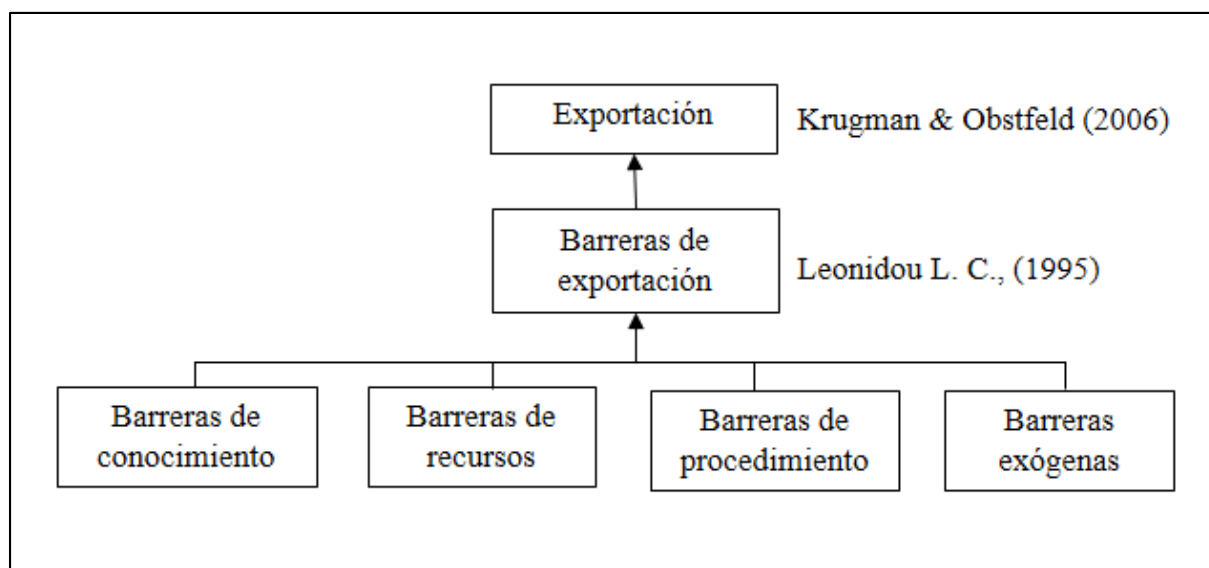 Exportación
Krugman & Obstfeld (2006)
Barreras de
exportación
Leonidou L. C., (1995)
Barreras de
conocimiento
Barreras de
recursos
Barreras de
procedimiento
Barreras
exógenas